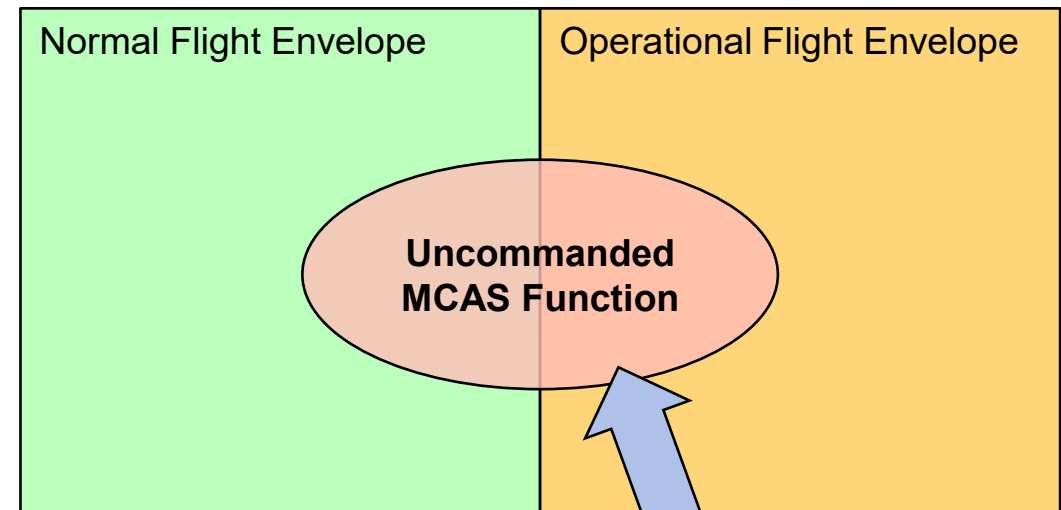 Normal Flight Envelope
Operational Flight Envelope
Uncommanded
MCAS Function